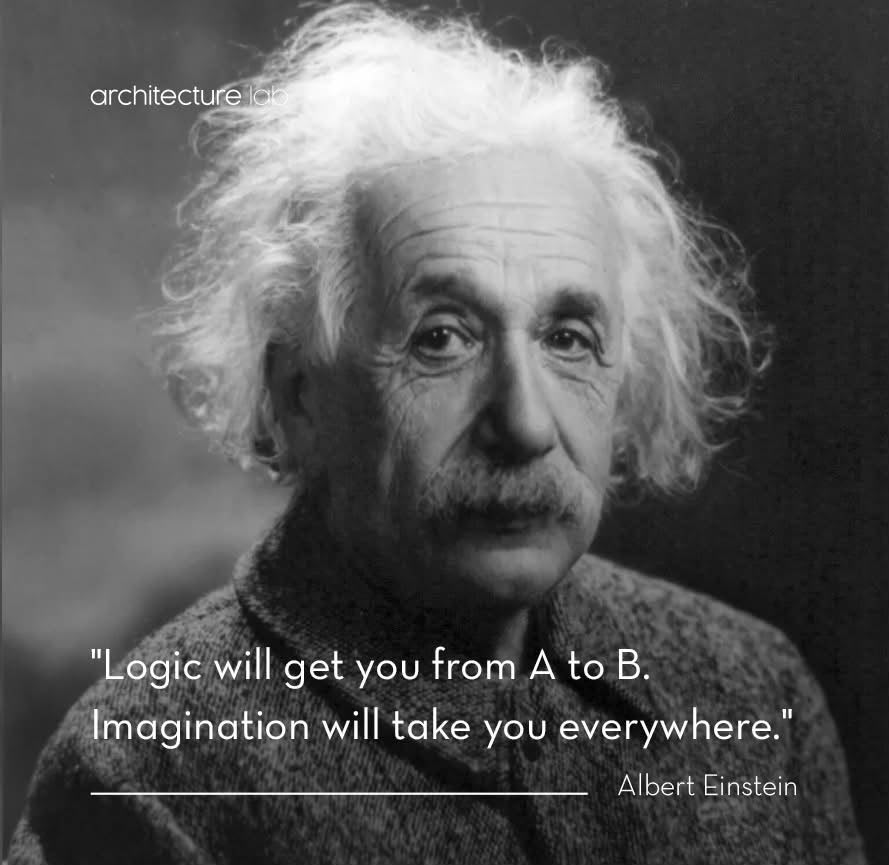 architecture lab
"Logic will get you from A to B.
Imagination will take you everywhere."
Albert Einstein